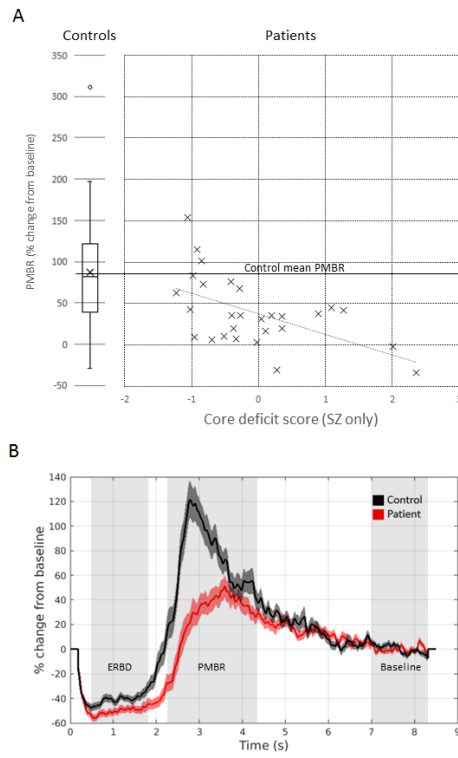 A
Controls
Patients
PMBR (% change from baseline)
350
300
250
200
150
100
50
0
-50
Control mean PMBR
-2
-1
0
1
2
3
Core deficit score (SZ only)
B
% change from baseline
140
120
100
80
60
40
20
0
-20
-40
-60
Control
Patient
ERBD
PMBR
Baseline
0
1
2
3
4
5
6
7
8
9
Time (s)